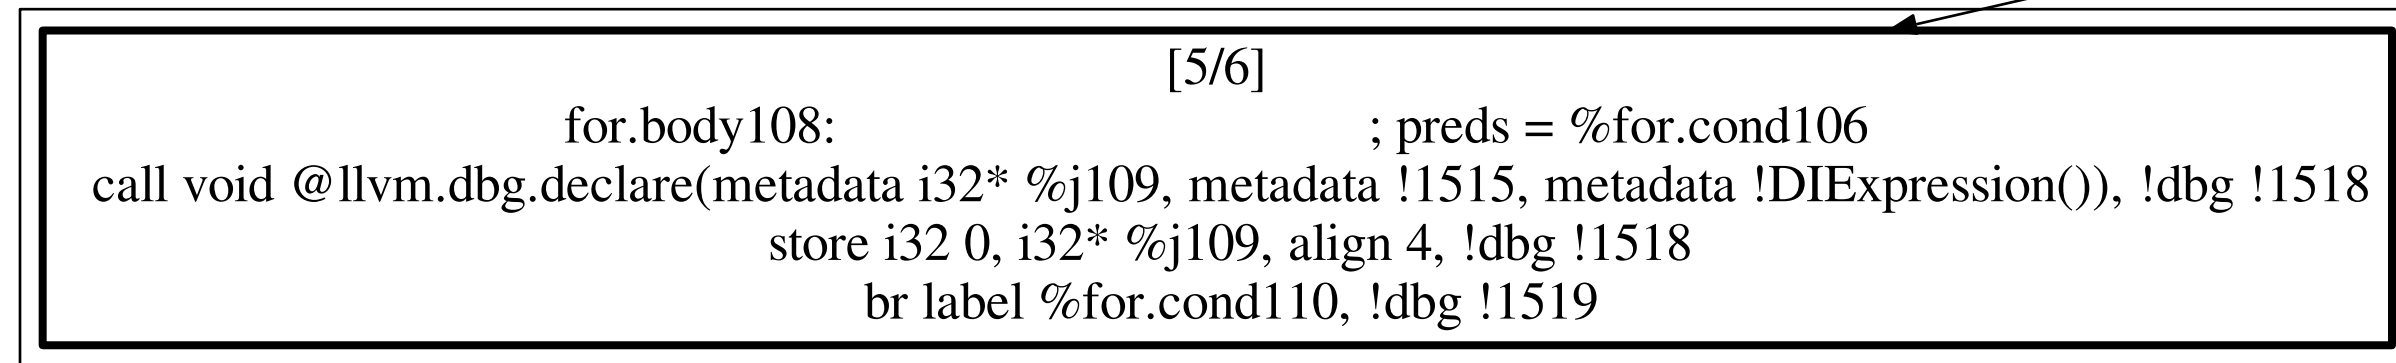 [5/6]
for.body108: ; preds = %for.cond106
call void @llvm.dbg.declare(metadata i32* %j109, metadata !1515, metadata !DIExpression()), !dbg !1518
store i32 0, i32* %j109, align 4, !dbg !1518
br label %for.cond110, !dbg !1519